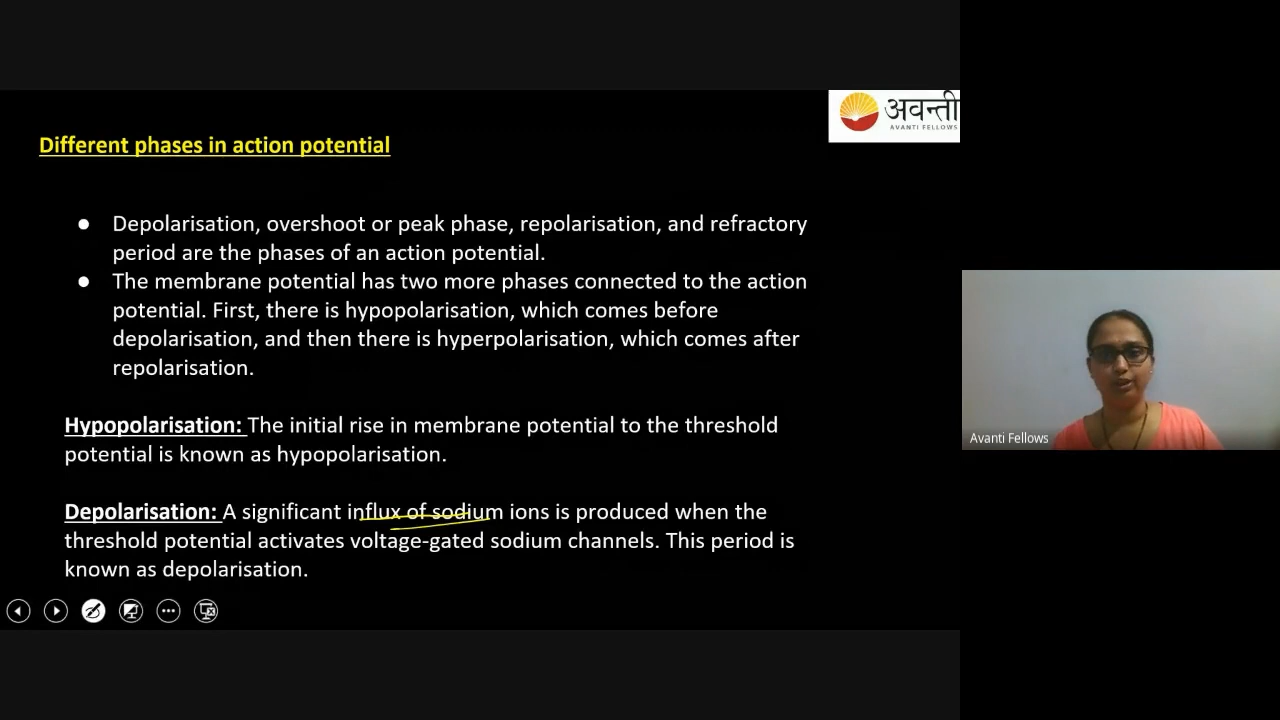 अवन्ती
AVANTI FELLOWS
Different phases in action potential
● Depolarisation, overshoot or peak phase, repolarisation, and refractory
period are the phases of an action potential.
● The membrane potential has two more phases connected to the action
potential. First, there is hypopolarisation, which comes before
depolarisation, and then there is hyperpolarisation, which comes after
repolarisation.
Hypopolarisation: The initial rise in membrane potential to the threshold
potential is known as hypopolarisation.
Depolarisation: A significant influx of sodium ions is produced when the
threshold potential activates voltage-gated sodium channels. This period is
known as depolarisation.
Avanti Fellows